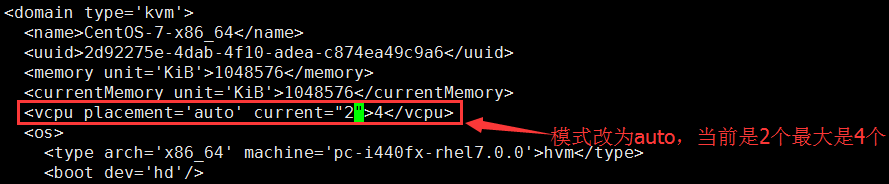 <domain type='kvm'>
  <name>CentOS-7-x86_64</name>
  <uuid>2d92275e-4dab-4f10-adea-c874ea49c9a6</uuid>
  <memory unit='KiB'>1048576</memory>
  <currentMemory unit='KiB'>1048576</currentMemory>
  <vcpu placement='auto' current="2">4</vcpu>
  <os>
模式改为auto，当前是2个最大是4个
    <type arch='x86_64' machine='pc-i440fx-rhel7.0.0'>hvm</type>
    <boot dev='hd'/>